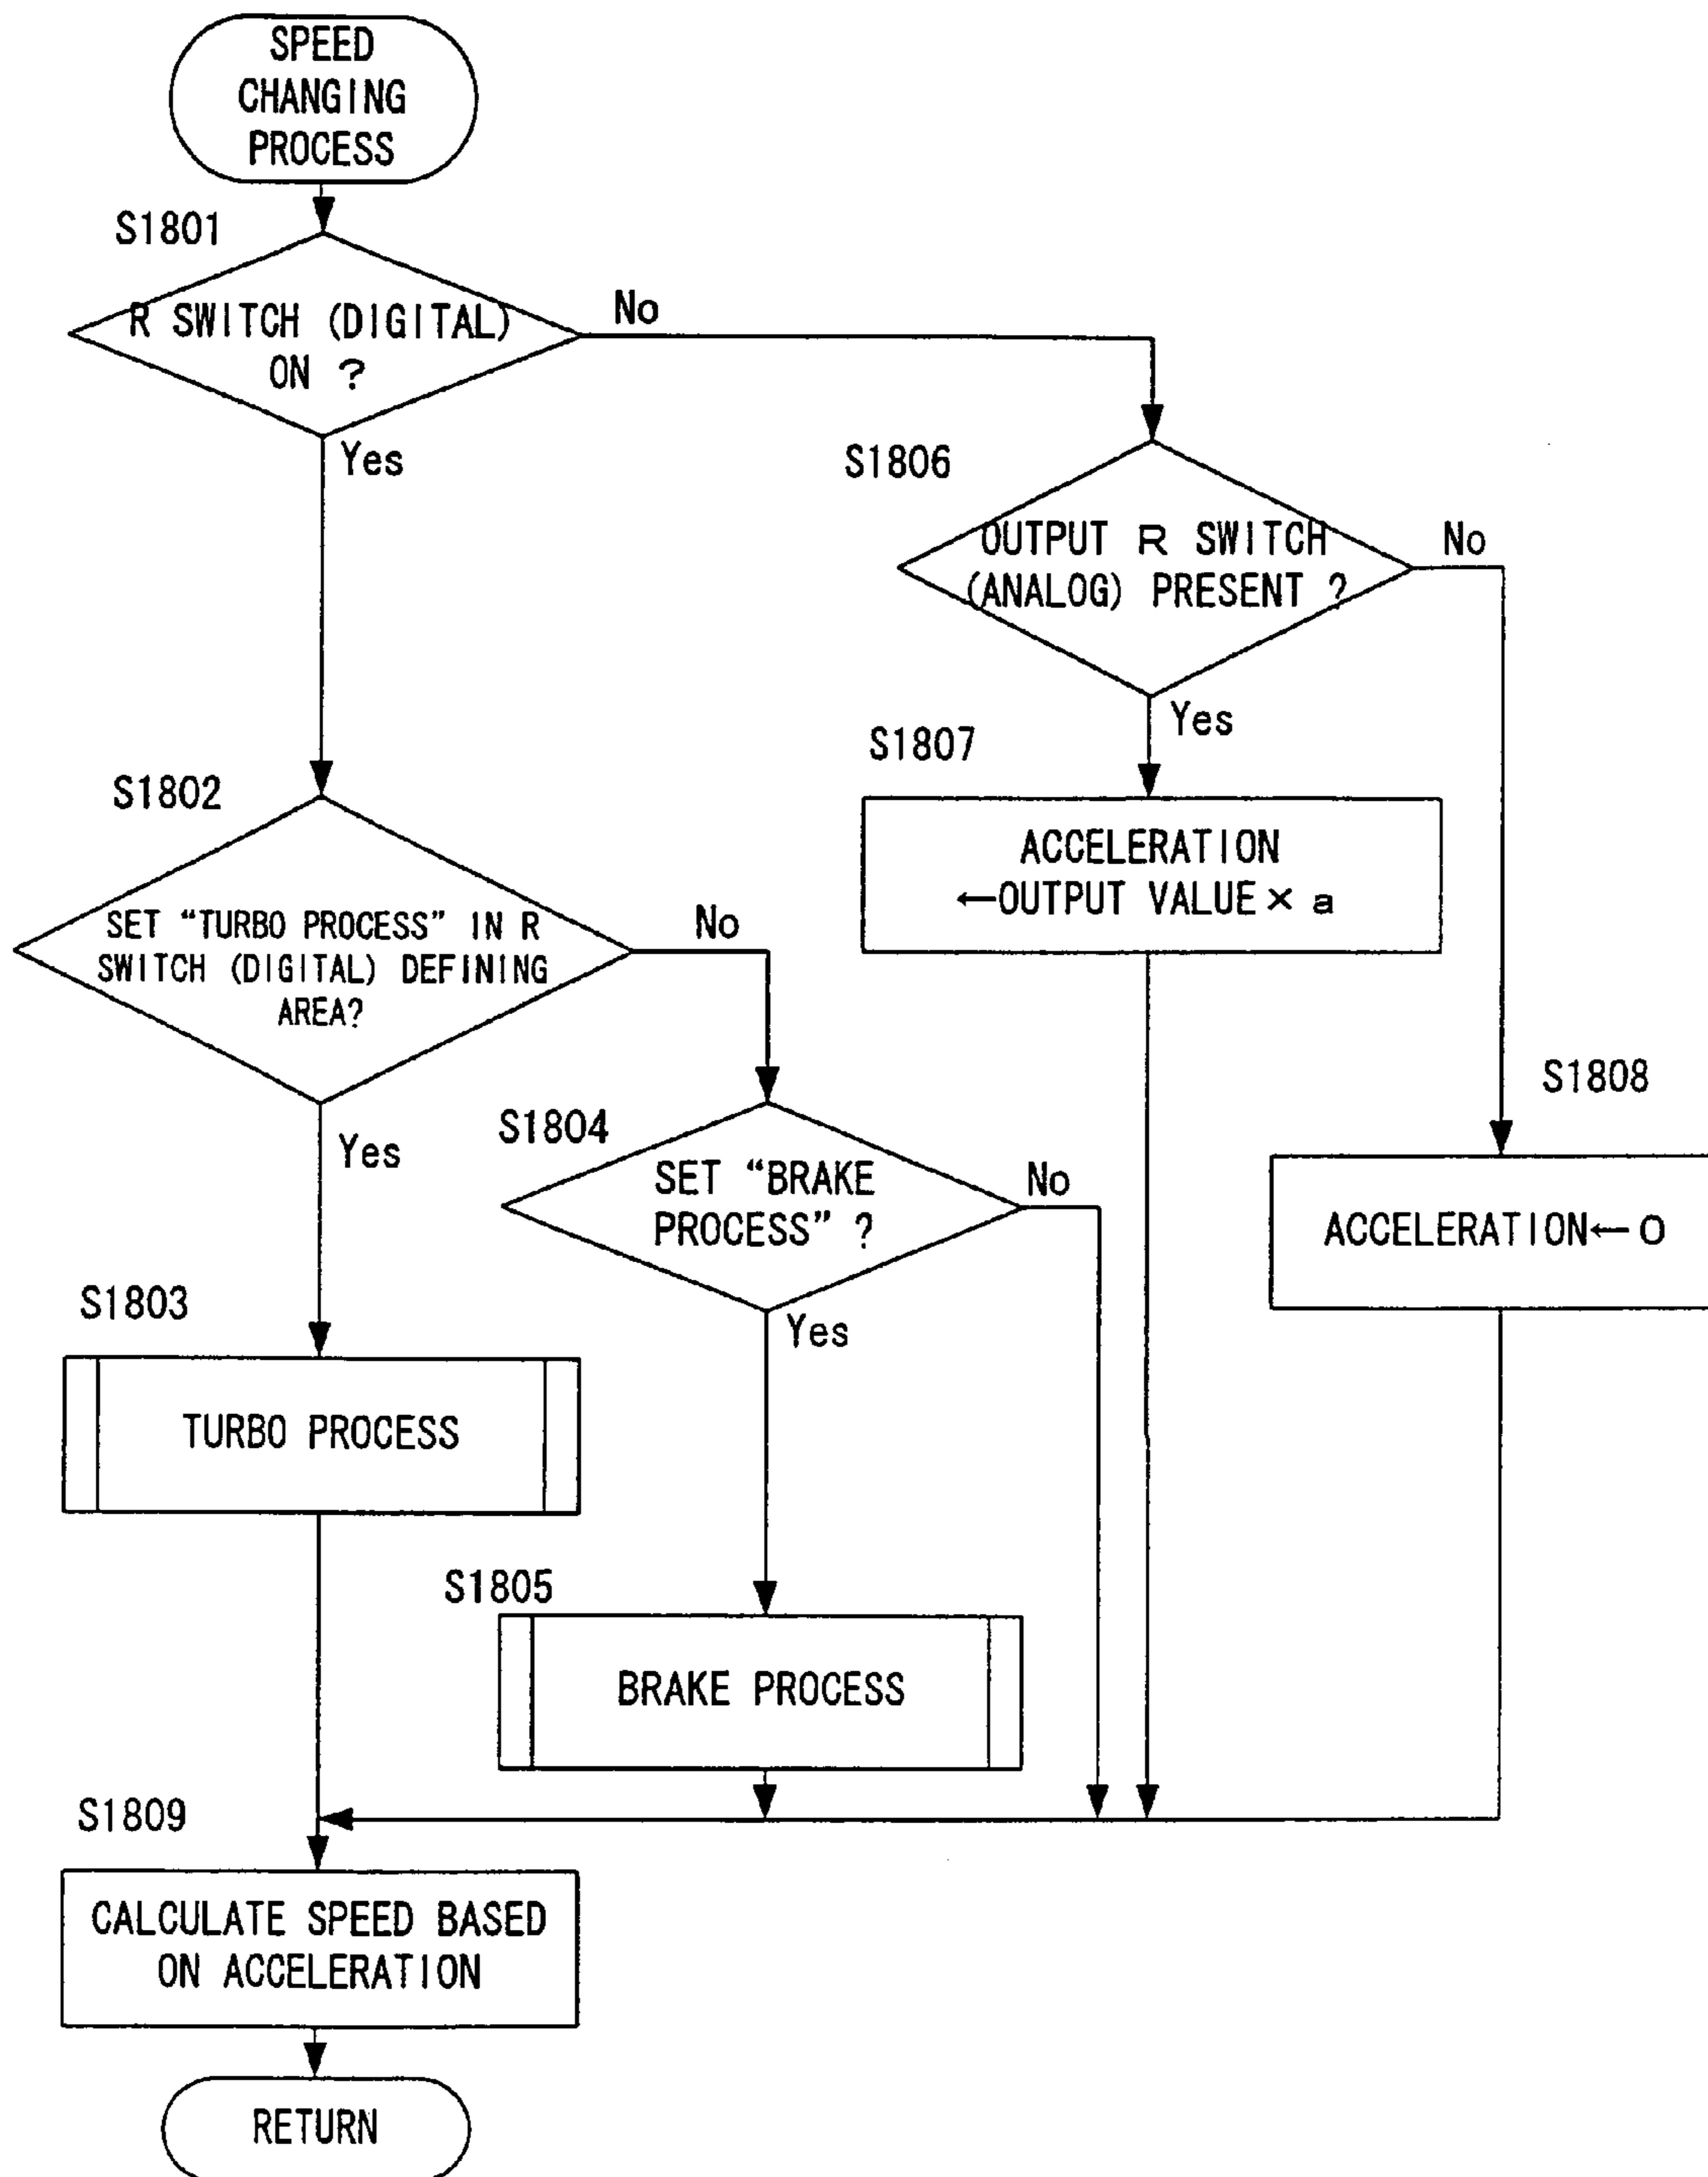 SPEED
CHANGING
PROCESS
S1801
R SWITCH (DIGITAL)
ON ?
No
Yes
S1806
OUTPUT R SWITCH
(ANALOG) PRESENT ?
No
Yes
S1807
ACCELERATION
←OUTPUT VALUE × a
S1802
SET “TURBO PROCESS” IN R
SWITCH (DIGITAL) DEFINING
AREA?
No
Yes
S1808
ACCELERATION← 0
S1804
SET “BRAKE
PROCESS” ?
No
Yes
S1803
TURBO PROCESS
S1805
BRAKE PROCESS
S1809
CALCULATE SPEED BASED
ON ACCELERATION
RETURN